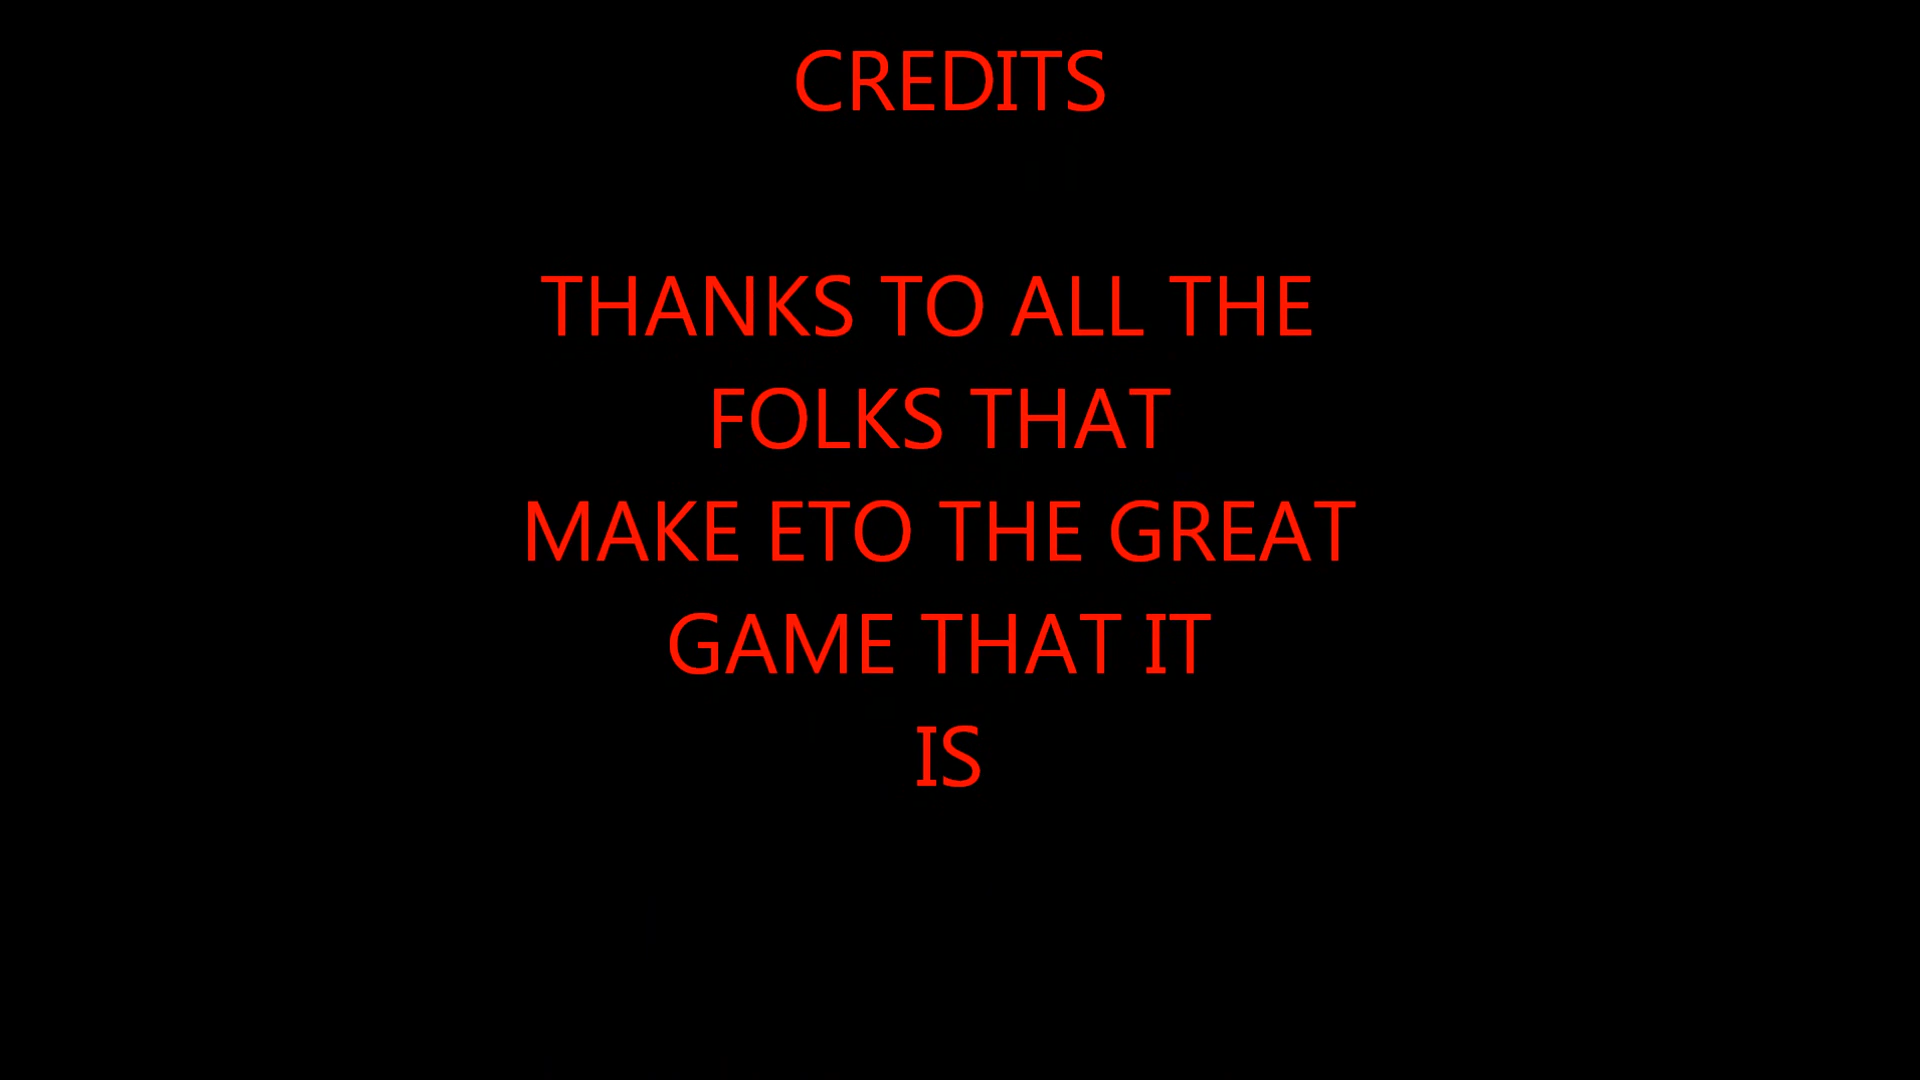 CREDITS
THANKS TO ALL THE
FOLKS THAT
MAKE ETO THE GREAT
GAME THAT IT
IS